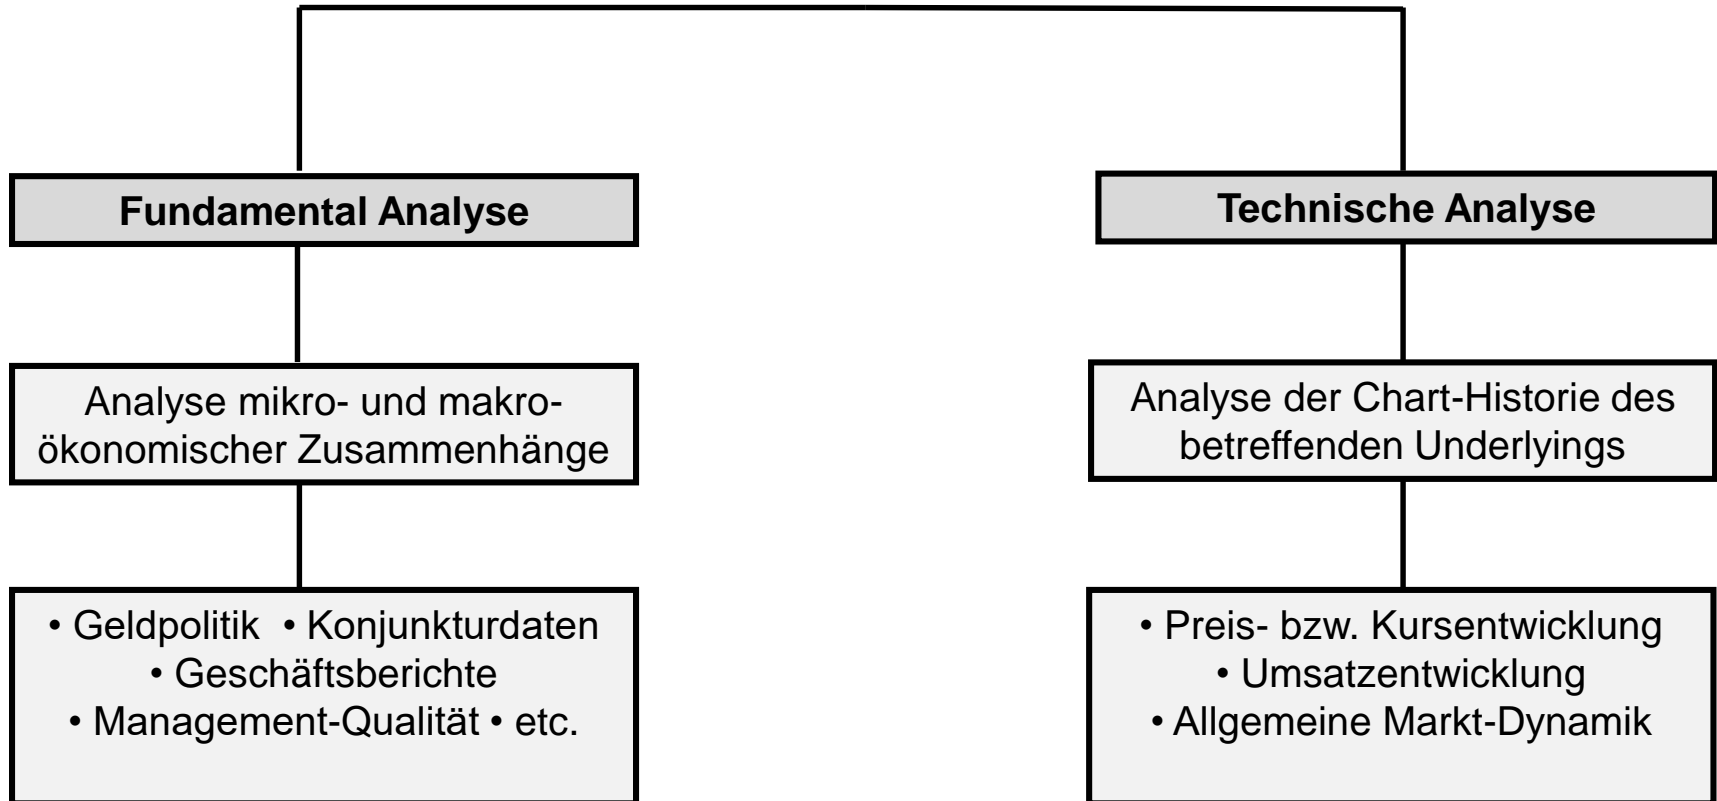 Fundamental Analyse
Technische Analyse
Analyse mikro- und makro-
ökonomischer Zusammenhänge
Analyse der Chart-Historie des
betreffenden Underlyings
• Geldpolitik • Konjunkturdaten
• Geschäftsberichte
• Management-Qualität • etc.
• Preis- bzw. Kursentwicklung
• Umsatzentwicklung
• Allgemeine Markt-Dynamik